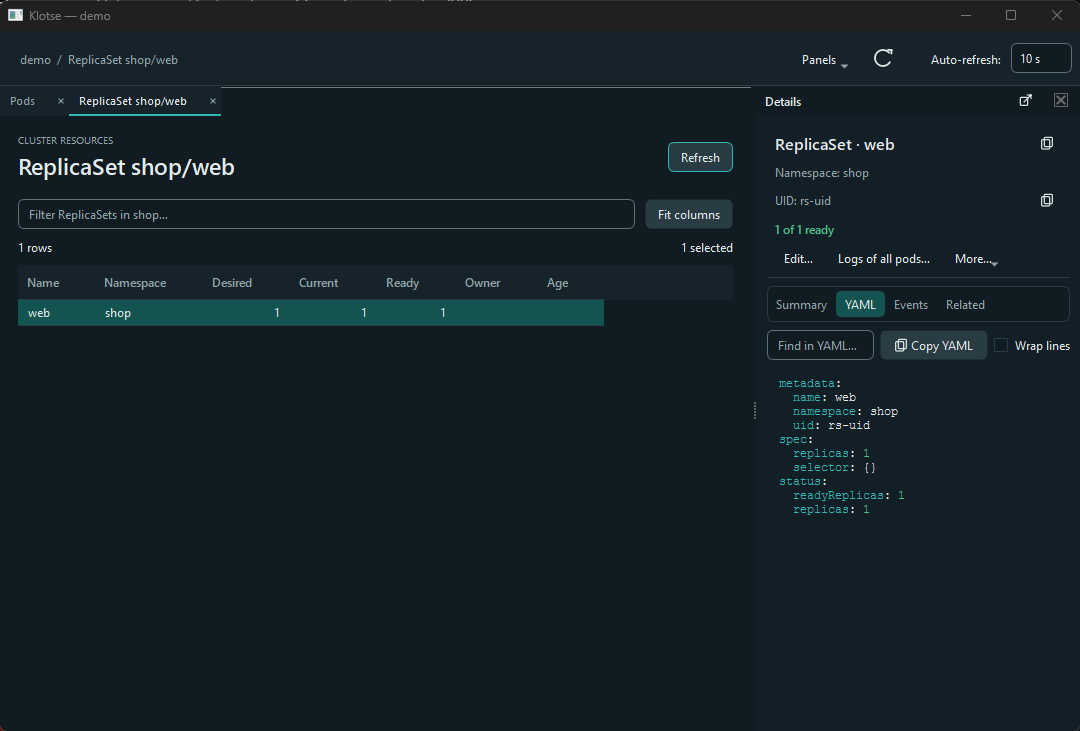 Klotse — demo
demo / ReplicaSet shop/web
Panels
Auto-refresh:
10 s
Pods ×
ReplicaSet shop/web ×
CLUSTER RESOURCES
ReplicaSet shop/web
Refresh
Filter ReplicaSets in shop...
Fit columns
1 rows
1 selected
Name Namespace Desired Current Ready Owner Age
web shop 1 1 1
Details
ReplicaSet · web
Namespace: shop
UID: rs-uid
1 of 1 ready
Edit... Logs of all pods... More...
Summary YAML Events Related
Find in YAML...
Copy YAML
Wrap lines
metadata:
  name: web
  namespace: shop
  uid: rs-uid
spec:
  replicas: 1
  selector: {}
status:
  readyReplicas: 1
  replicas: 1